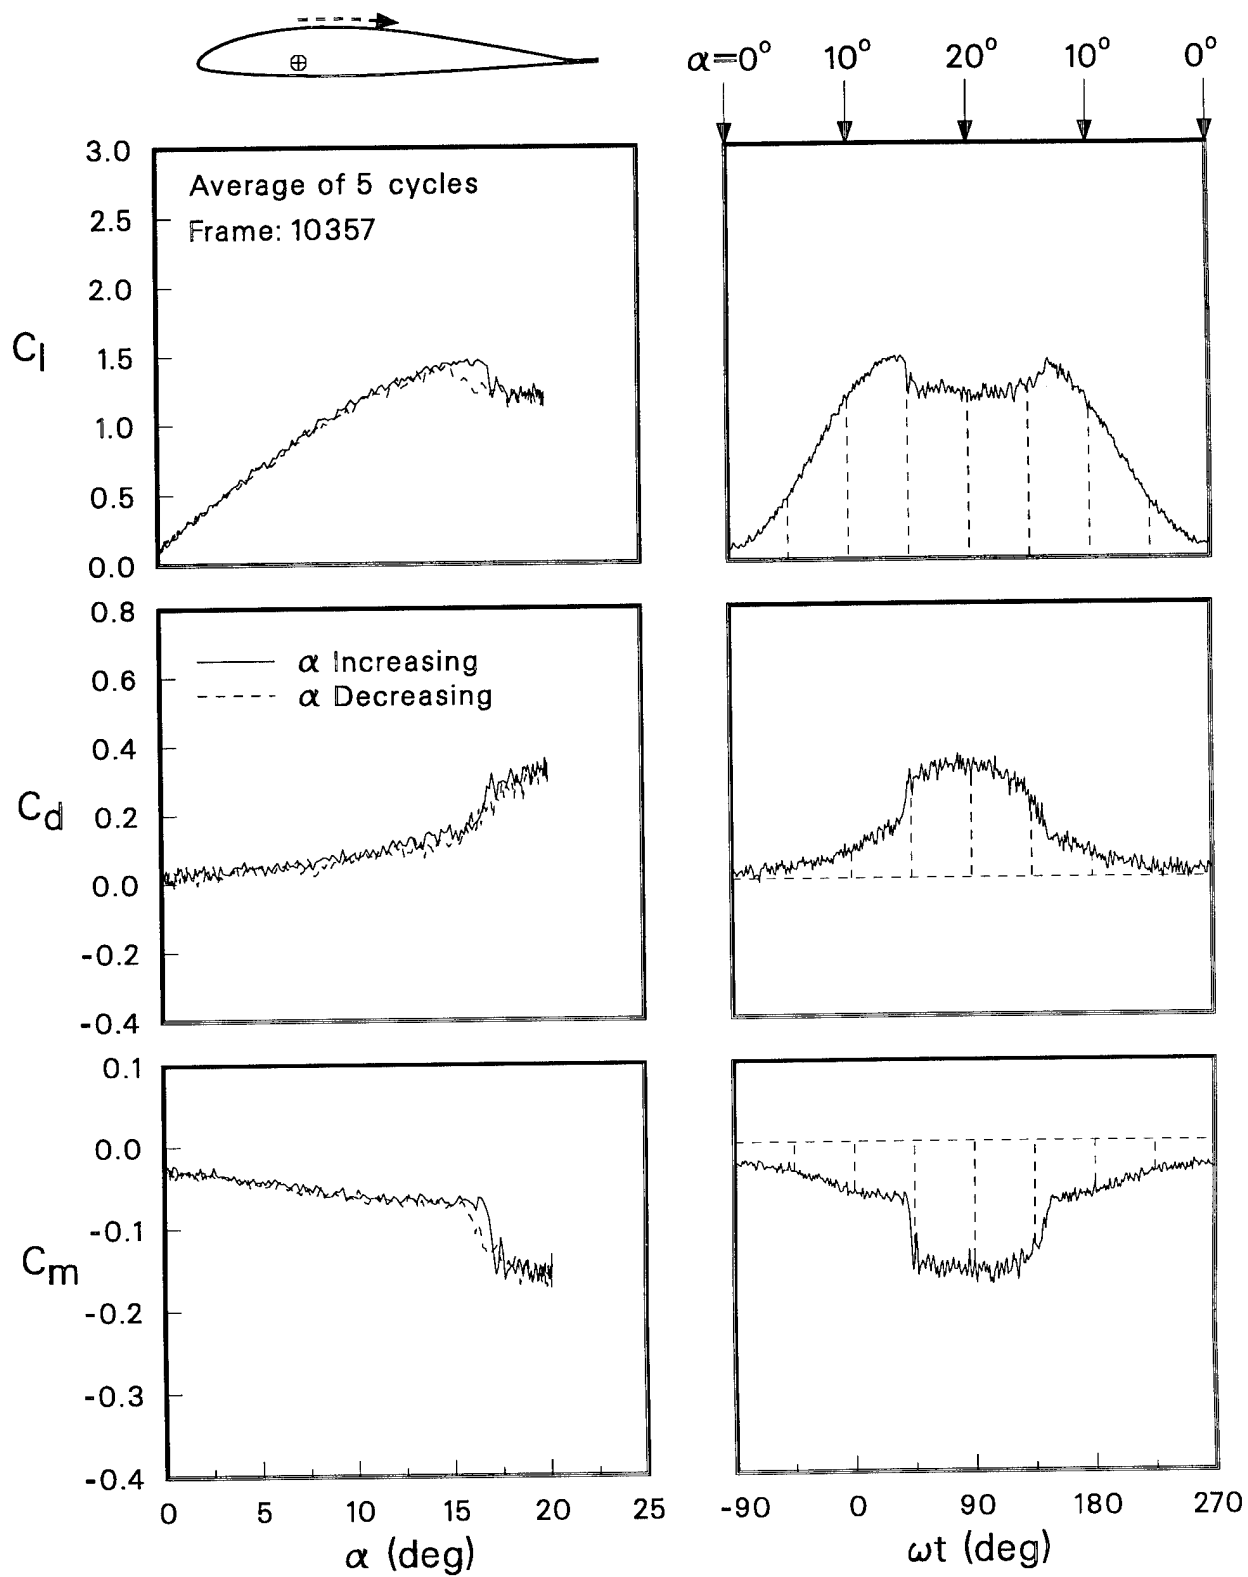 α=0° 10° 20° 10° 0°
3.0
2.5
2.0
1.5
1.0
0.5
0.0
Cl
Average of 5 cycles
Frame: 10357
0.8
0.6
0.4
0.2
0.0
-0.2
-0.4
Cd
α Increasing
α Decreasing
0.1
0.0
-0.1
-0.2
-0.3
-0.4
Cm
0 5 10 15 20 25
α (deg)
-90 0 90 180 270
ωt (deg)